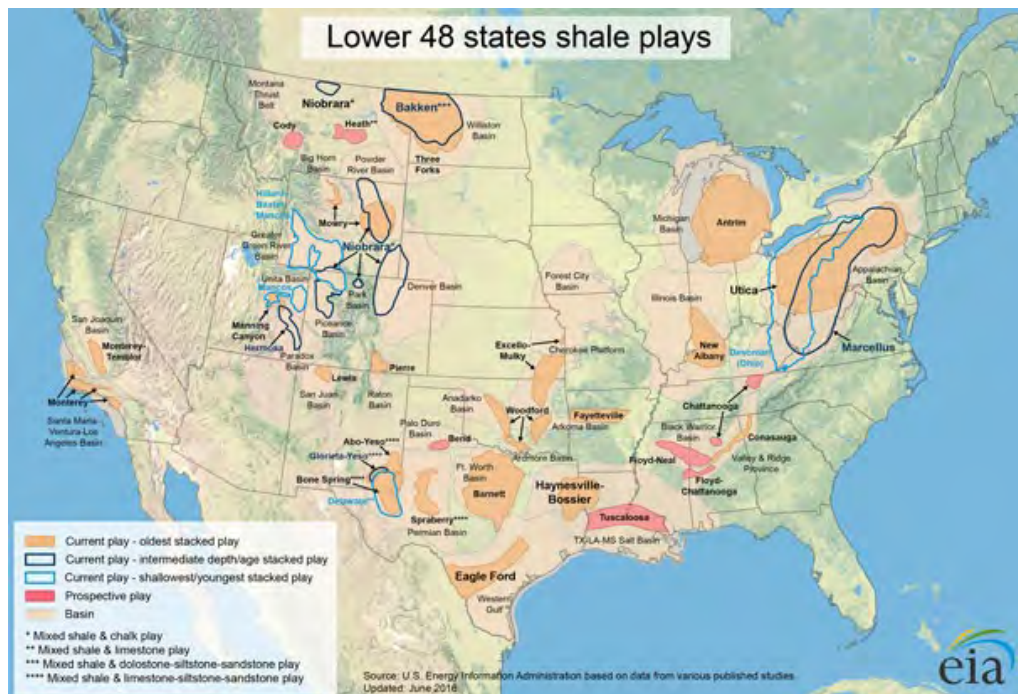 Lower 48 states shale plays
Montana
Thrust
Belt
Niobrara*
Bakken***
Cody
Heath**
Williston
Basin
Big Horn
Basin
Powder
River Basin
Three
Forks
Hilliard-
Baxter-
Mancos
Mowry
Greater
Green River
Basin
Niobrara*
Michigan
Basin
Antrim
Uinta Basin
Mancos
Park
Basin
Denver Basin
Forest City
Basin
Illinois Basin
Utica
Appalachian
Basin
San Joaquin
Basin
Monterey-
Temblor
Manning
Canyon
Hermosa
Piceance
Basin
Paradox
Basin
Excello-
Mulky
Cherokee Platform
New
Albany
Devonian
(Ohio)
Marcellus
Lewis
Pierre
San Juan
Basin
Raton
Basin
Monterey
Santa Maria
Ventura-Los
Angeles Basin
Anadarko
Basin
Woodford
Fayetteville
Arkoma Basin
Chattanooga
Palo Duro
Basin
Bend
Ardmore Basin
Black Warrior
Basin
Conasauga
Abo-Yeso****
Glorieta-Yeso****
Bone Spring****
Delaware
Ft. Worth
Basin
Barnett
Haynesville-
Bossier
Floyd-Neal
Valley & Ridge
Province
Floyd-
Chattanooga
Spraberry****
Permian Basin
Tuscaloosa
TX-LA-MS Salt Basin
Eagle Ford
Western
Gulf
Current play - oldest stacked play
Current play - intermediate depth/age stacked play
Current play - shallowest/youngest stacked play
Prospective play
Basin
* Mixed shale & chalk play
** Mixed shale & limestone play
*** Mixed shale & dolostone-siltstone-sandstone play
**** Mixed shale & limestone-siltstone-sandstone play
Source: U.S. Energy Information Administration based on data from various published studies.
Updated: June 2016
eia